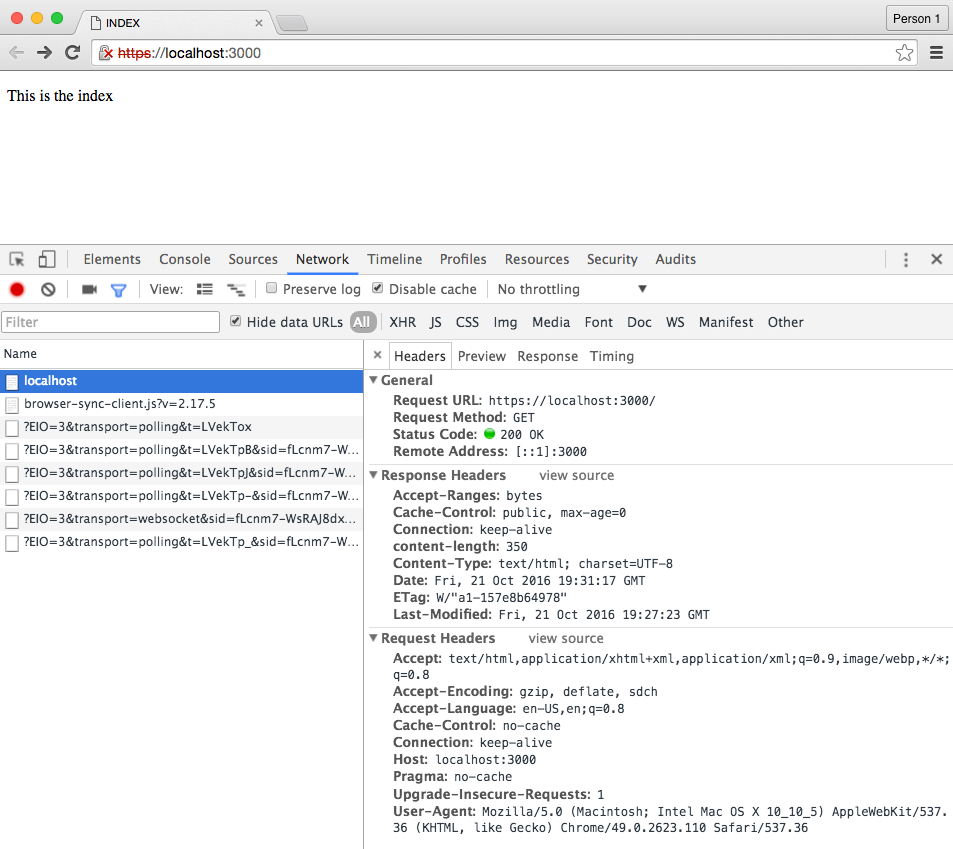 INDEX
Person 1
https://localhost:3000
This is the index
Elements Console Sources Network Timeline Profiles Resources Security Audits
View: Preserve log Disable cache No throttling
Filter Hide data URLs All XHR JS CSS Img Media Font Doc WS Manifest Other
Name
localhost
browser-sync-client.js?v=2.17.5
?EIO=3&transport=polling&t=LVekTox
?EIO=3&transport=polling&t=LVekTpB&sid=fLcnm7-W...
?EIO=3&transport=polling&t=LVekTpJ&sid=fLcnm7-W...
?EIO=3&transport=polling&t=LVekTp-&sid=fLcnm7-W...
?EIO=3&transport=websocket&sid=fLcnm7-WsRAJ8dx...
?EIO=3&transport=polling&t=LVekTp_&sid=fLcnm7-W...
Headers Preview Response Timing
General
Request URL: https://localhost:3000/
Request Method: GET
Status Code: 200 OK
Remote Address: [::1]:3000
Response Headers view source
Accept-Ranges: bytes
Cache-Control: public, max-age=0
Connection: keep-alive
content-length: 350
Content-Type: text/html; charset=UTF-8
Date: Fri, 21 Oct 2016 19:31:17 GMT
ETag: W/"a1-157e8b64978"
Last-Modified: Fri, 21 Oct 2016 19:27:23 GMT
Request Headers view source
Accept: text/html,application/xhtml+xml,application/xml;q=0.9,image/webp,*/*;
q=0.8
Accept-Encoding: gzip, deflate, sdch
Accept-Language: en-US,en;q=0.8
Cache-Control: no-cache
Connection: keep-alive
Host: localhost:3000
Pragma: no-cache
Upgrade-Insecure-Requests: 1
User-Agent: Mozilla/5.0 (Macintosh; Intel Mac OS X 10_10_5) AppleWebKit/537.
36 (KHTML, like Gecko) Chrome/49.0.2623.110 Safari/537.36